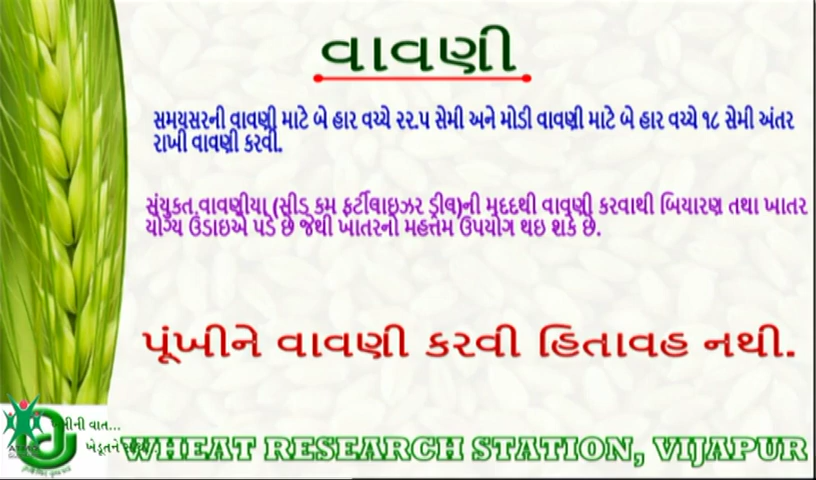 વાવણી
સમયસરની વાવણી માટે બે હાર વચ્ચે ૨૨.૫ સેમી અને મોડી વાવણી માટે બે હાર વચ્ચે ૧૮ સેમી અંતર
રાખી વાવણી કરવી.
સંયુકત વાવણીયા (સીડ કમ ફર્ટીલાઇઝર ડ્રીલ)ની મદદથી વાવણી કરવાથી બિયારણ તથા ખાતર
યોગ્ય ઉંડાઇએ પડે છે જેથી ખાતરનો મહત્તમ ઉપયોગ થઇ શકે છે.
પૂંખીને વાવણી કરવી હિતાવહ નથી.
વાત...
ખેડૂતને
WHEAT RESEARCH STATION, VIJAPUR